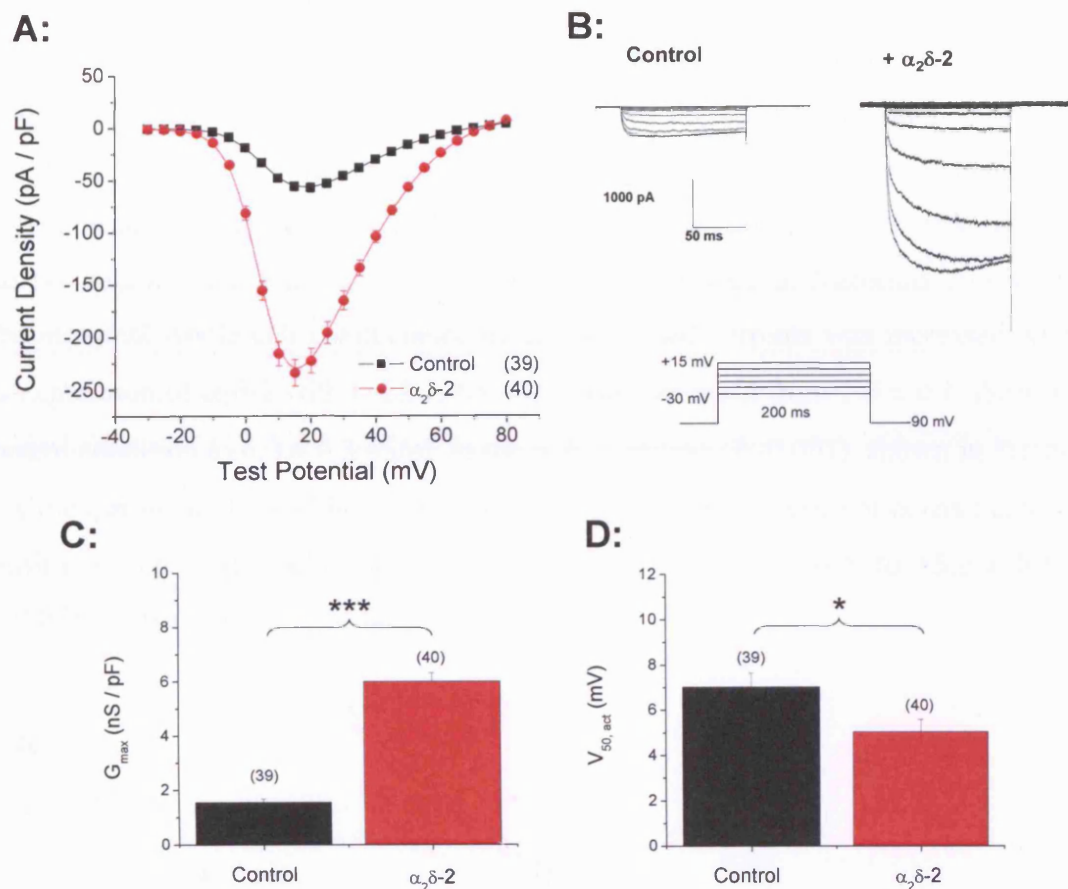 A:
50
0
-50
-100
-150
-200
-250
Current Density (pA / pF)
Control (39)
α₂δ-2 (40)
-40 -20 0 20 40 60 80
Test Potential (mV)
B:
Control
+ α₂δ-2
1000 pA
50 ms
+15 mV
-30 mV
200 ms
-90 mV
C:
10
8
6
4
2
0
Gmax (nS / pF)
***
(39)
(40)
Control
α₂δ-2
D:
12
10
8
6
4
2
0
V50, act (mV)
*
(39)
(40)
Control
α₂δ-2